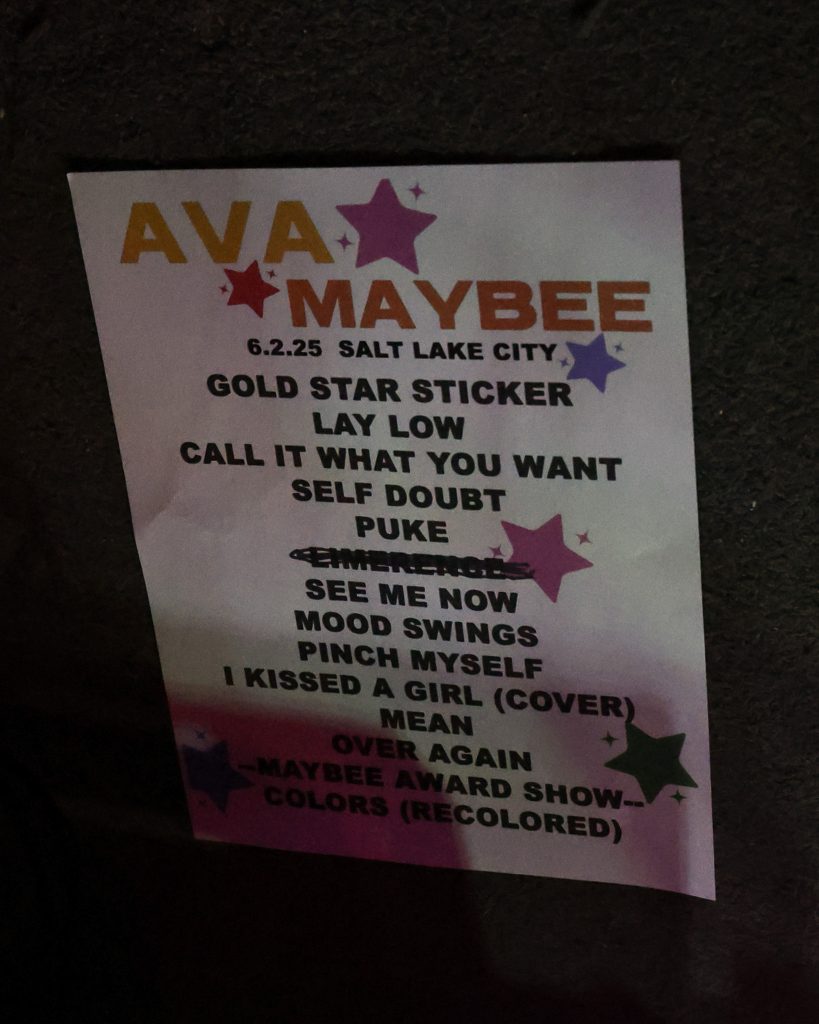 AVA
MAYBEE
6.2.25 SALT LAKE CITY
GOLD STAR STICKER
LAY LOW
CALL IT WHAT YOU WANT
SELF DOUBT
PUKE
LIMERENCE
SEE ME NOW
MOOD SWINGS
PINCH MYSELF
I KISSED A GIRL (COVER)
MEAN
OVER AGAIN
--MAYBEE AWARD SHOW--
COLORS (RECOLORED)